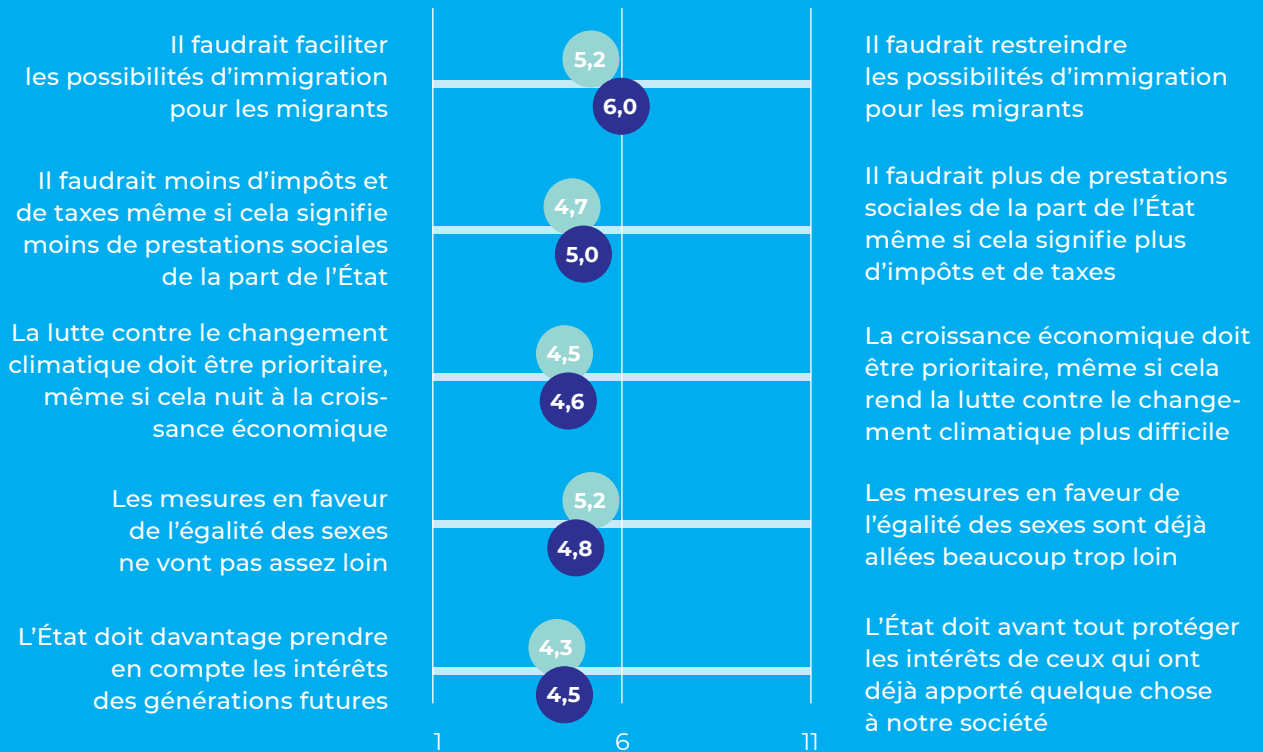 Il faudrait faciliter
les possibilités d’immigration
pour les migrants
5,2
6,0
Il faudrait restreindre
les possibilités d’immigration
pour les migrants
Il faudrait moins d’impôts et
de taxes même si cela signifie
moins de prestations sociales
de la part de l’État
4,7
5,0
Il faudrait plus de prestations
sociales de la part de l’État
même si cela signifie plus
d’impôts et de taxes
La lutte contre le changement
climatique doit être prioritaire,
même si cela nuit à la crois-
sance économique
4,5
4,6
La croissance économique doit
être prioritaire, même si cela
rend la lutte contre le change-
ment climatique plus difficile
Les mesures en faveur
de l’égalité des sexes
ne vont pas assez loin
5,2
4,8
Les mesures en faveur de
l’égalité des sexes sont déjà
allées beaucoup trop loin
L’État doit davantage prendre
en compte les intérêts
des générations futures
4,3
4,5
L’État doit avant tout protéger
les intérêts de ceux qui ont
déjà apporté quelque chose
à notre société
1
6
11